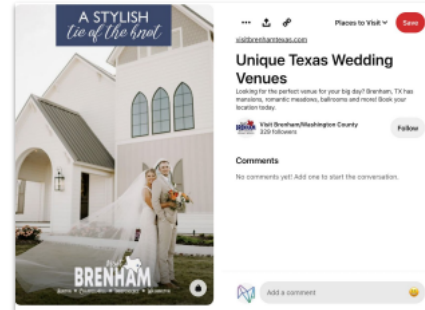 A STYLISH
tie of the knot
Visit
BRENHAM
Places to Visit
Save
visitbrenhamtexas.com
Unique Texas Wedding
Venues
Looking for the perfect venue for your big day? Brenham, TX has
mansions, romantic meadows, ballrooms and more! Book your
location today.
Visit Brenham/Washington County
329 followers
Follow
Comments
No comments yet! Add one to start the conversation.
Add a comment